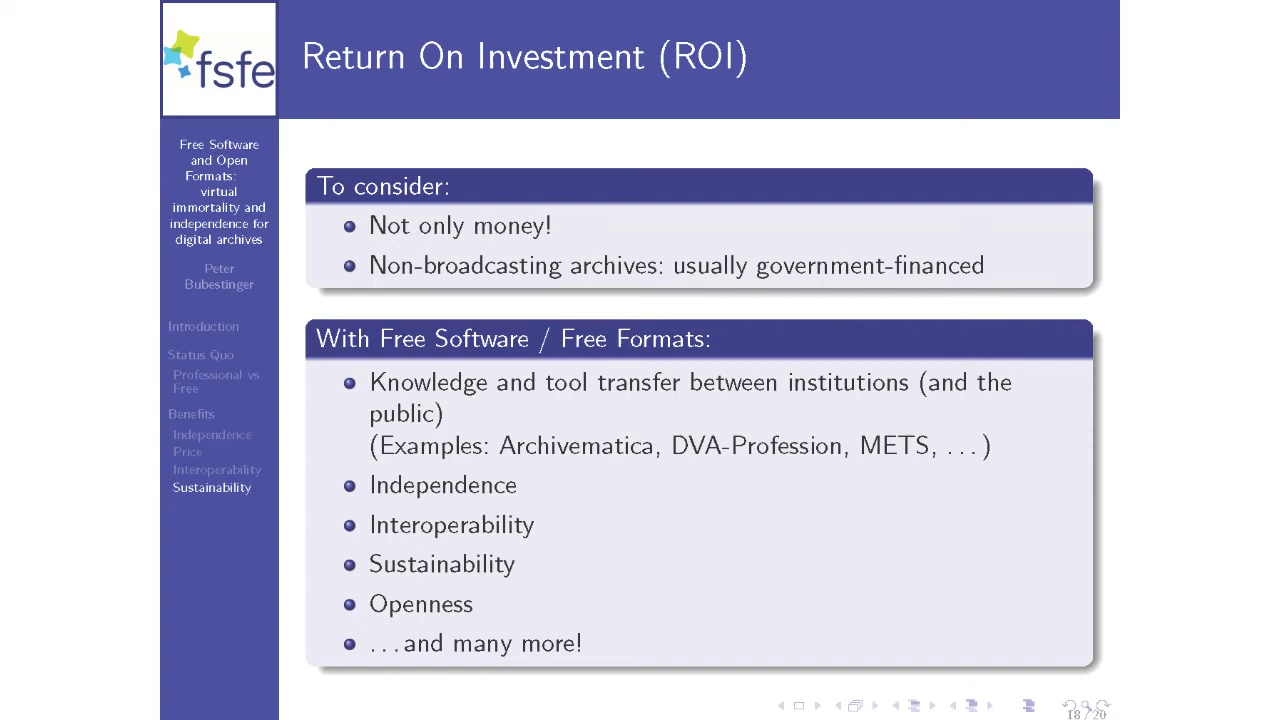 fsfe
Return On Investment (ROI)
Free Software
and Open
Formats:
virtual
immortality and
independence for
digital archives
Peter
Bubestinger
Introduction
Status Quo
Professional vs
Free
Benefits
Independence
Price
Interoperability
Sustainability
To consider:
Not only money!
Non-broadcasting archives: usually government-financed
With Free Software / Free Formats:
Knowledge and tool transfer between institutions (and the
public)
(Examples: Archivematica, DVA-Profession, METS, ...)
Independence
Interoperability
Sustainability
Openness
...and many more!
18 / 20